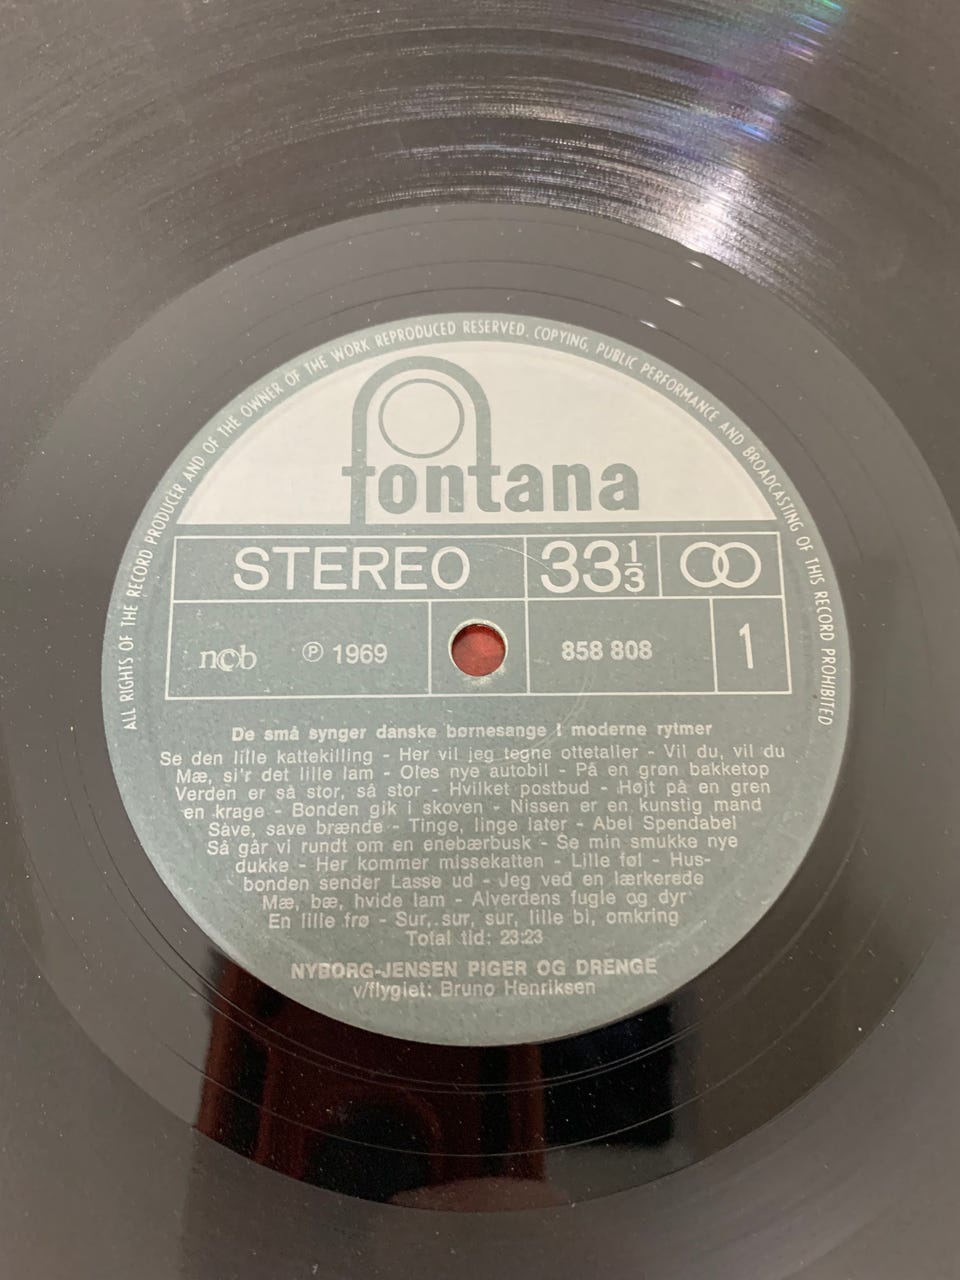 ALL RIGHTS OF THE RECORD PRODUCER AND OF THE OWNER OF THE WORK REPRODUCED RESERVED. COPYING, PUBLIC PERFORMANCE AND BROADCASTING OF THIS RECORD PROHIBITED
fontana
STEREO 33 1/3
ncb ℗ 1969 858 808 1
De små synger danske børnesange i moderne rytmer
Se den lille kattekilling - Her vil jeg tegne ottetaller - Vil du, vil du
Mæ, si'r det lille lam - Oles nye autobil - På en grøn bakketop
Verden er så stor, så stor - Hvilket postbud - Højt på en gren
en krage - Bonden gik i skoven - Nissen er en kunstig mand
Save, save brænde - Tinge, linge later - Abel Spendabel
Så går vi rundt om en enebærbusk - Se min smukke nye
dukke - Her kommer missekatten - Lille føl - Hus-
bonden sender Lasse ud - Jeg ved en lærkerede
Mæ, bæ, hvide lam - Alverdens fugle og dyr
En lille frø - Sur, sur, sur, lille bi, omkring
Total tid: 23:23
NYBORG-JENSEN PIGER OG DRENGE
v/flyglet: Bruno Henriksen